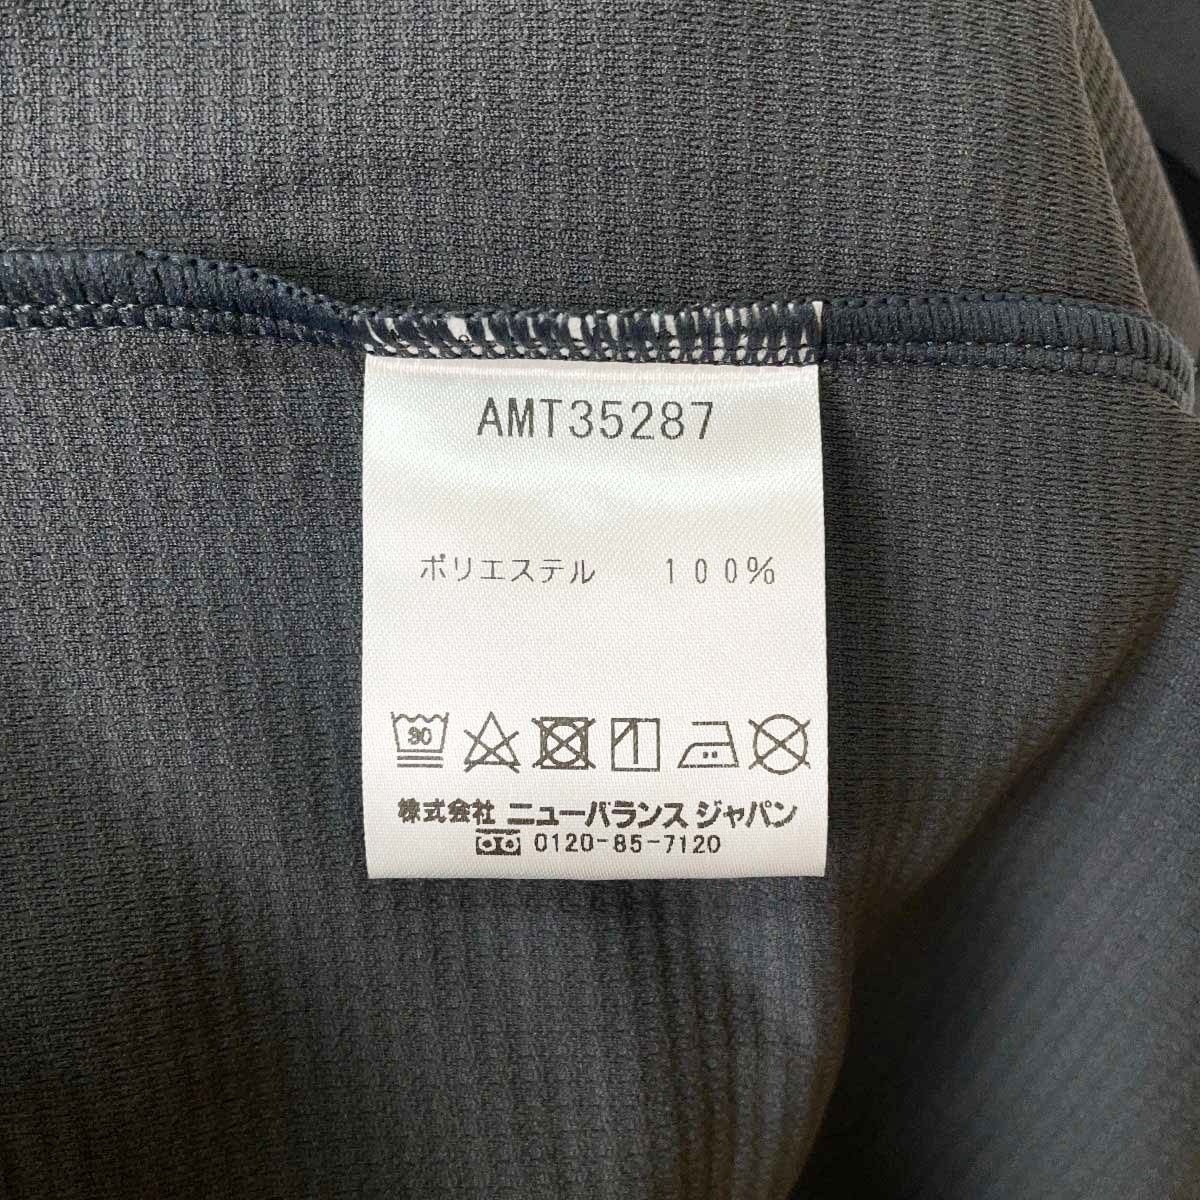 AMT35287
ポリエステル 100%
30
株式会社 ニューバランス ジャパン
0120-85-7120